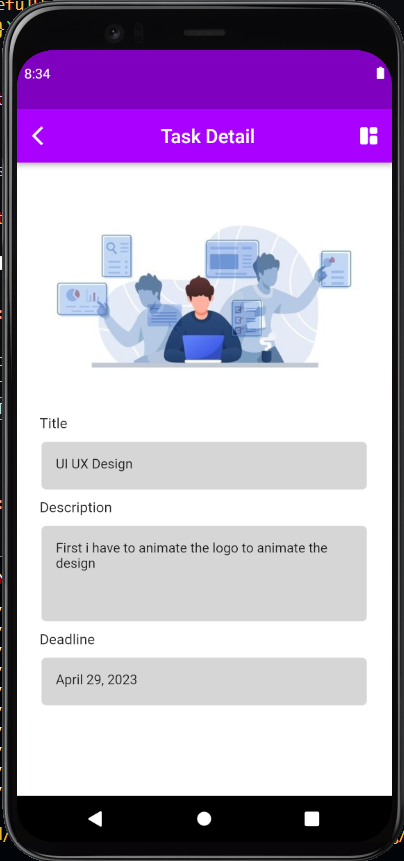 8:34
Task Detail
Title
UI UX Design
Description
First i have to animate the logo to animate the
design
Deadline
April 29, 2023